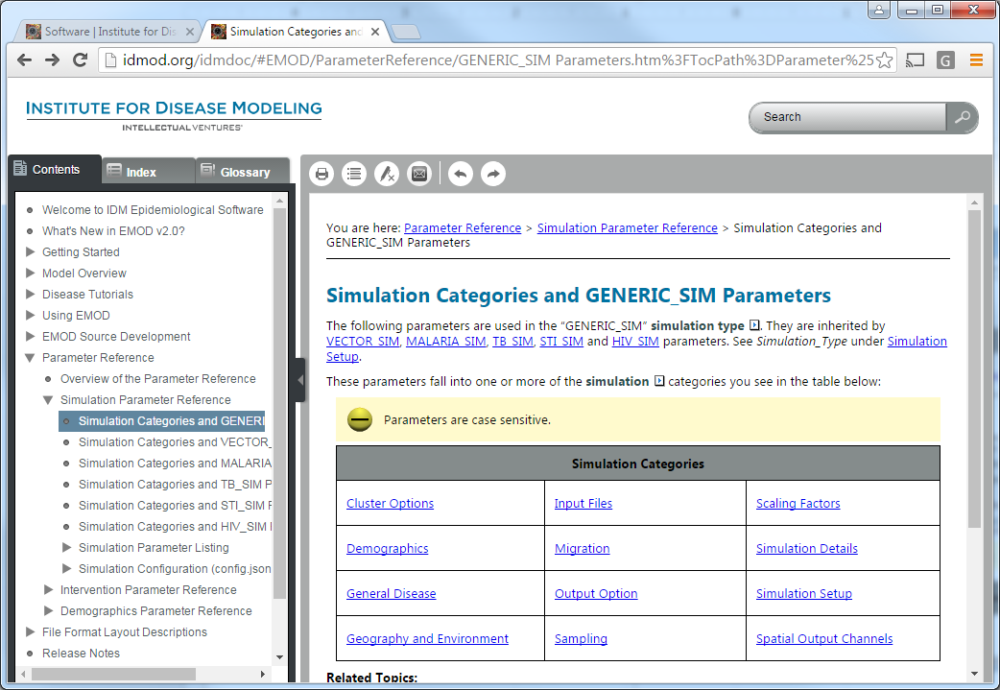 Software | Institute for Dis
Simulation Categories and
idmod.org/idmdoc/#EMOD/ParameterReference/GENERIC_SIM Parameters.htm%3FTocPath%3DParameter%25
G
INSTITUTE FOR DISEASE MODELING
INTELLECTUAL VENTURES
Search
Contents
Index
Glossary
Welcome to IDM Epidemiological Software
What's New in EMOD v2.0?
Getting Started
Model Overview
Disease Tutorials
Using EMOD
EMOD Source Development
Parameter Reference
Overview of the Parameter Reference
Simulation Parameter Reference
Simulation Categories and GENERI
Simulation Categories and VECTOR_
Simulation Categories and MALARIA
Simulation Categories and TB_SIM P
Simulation Categories and STI_SIM P
Simulation Categories and HIV_SIM
Simulation Parameter Listing
Simulation Configuration (config.json
Intervention Parameter Reference
Demographics Parameter Reference
File Format Layout Descriptions
Release Notes
You are here: Parameter Reference > Simulation Parameter Reference > Simulation Categories and
GENERIC_SIM Parameters
Simulation Categories and GENERIC_SIM Parameters
The following parameters are used in the “GENERIC_SIM” simulation type. They are inherited by
VECTOR_SIM, MALARIA_SIM, TB_SIM, STI_SIM and HIV_SIM parameters. See Simulation_Type under Simulation
Setup.
These parameters fall into one or more of the simulation categories you see in the table below:
Parameters are case sensitive.
Simulation Categories
Cluster Options Input Files Scaling Factors
Demographics Migration Simulation Details
General Disease Output Option Simulation Setup
Geography and Environment Sampling Spatial Output Channels
Related Topics: